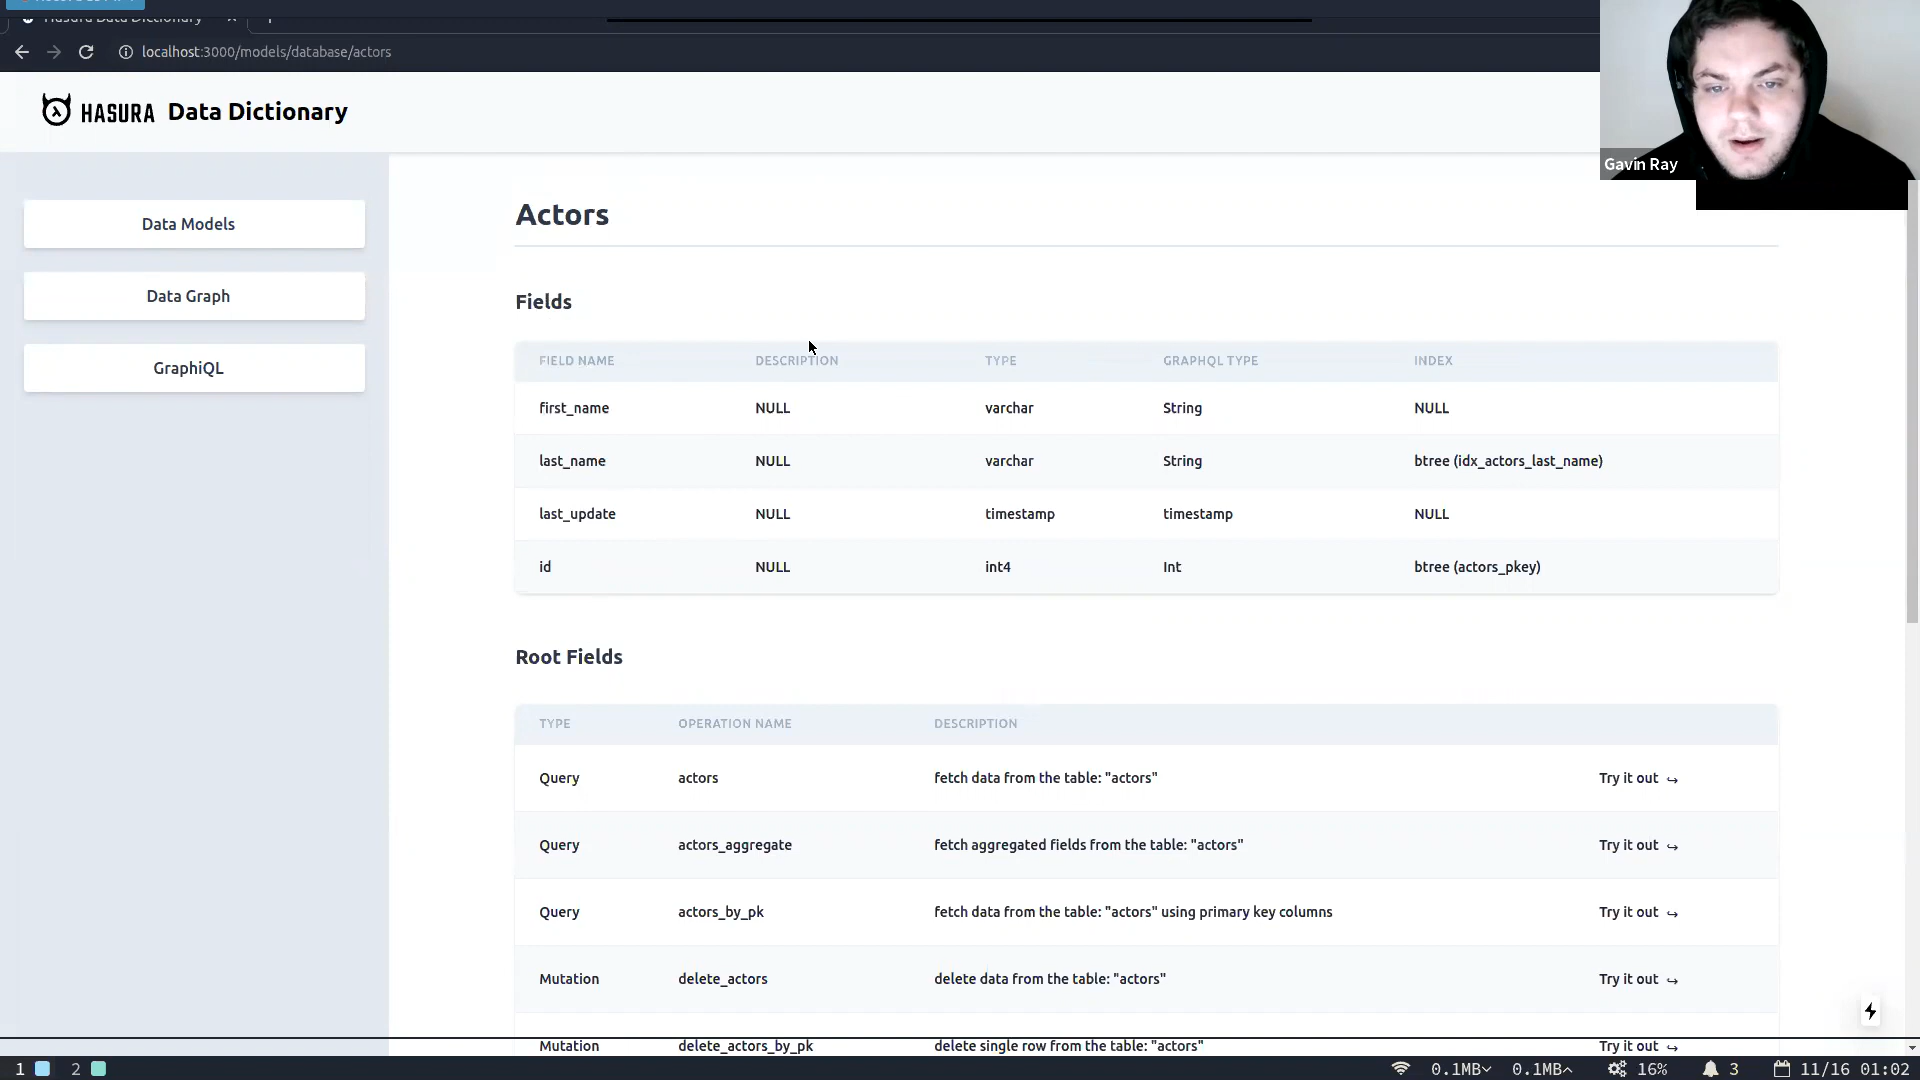 Hasura Data Dictionary
localhost:3000/models/database/actors
HASURA Data Dictionary
Gavin Ray
Data Models
Data Graph
GraphiQL
Actors
Fields
FIELD NAME DESCRIPTION TYPE GRAPHQL TYPE INDEX
first_name NULL varchar String NULL
last_name NULL varchar String btree (idx_actors_last_name)
last_update NULL timestamp timestamp NULL
id NULL int4 Int btree (actors_pkey)
Root Fields
TYPE OPERATION NAME DESCRIPTION
Query actors fetch data from the table: "actors" Try it out ↪
Query actors_aggregate fetch aggregated fields from the table: "actors" Try it out ↪
Query actors_by_pk fetch data from the table: "actors" using primary key columns Try it out ↪
Mutation delete_actors delete data from the table: "actors" Try it out ↪
Mutation delete_actors_by_pk delete single row from the table: "actors" Try it out ↪
1 2 0.1MB 0.1MB 16% 3 11/16 01:02